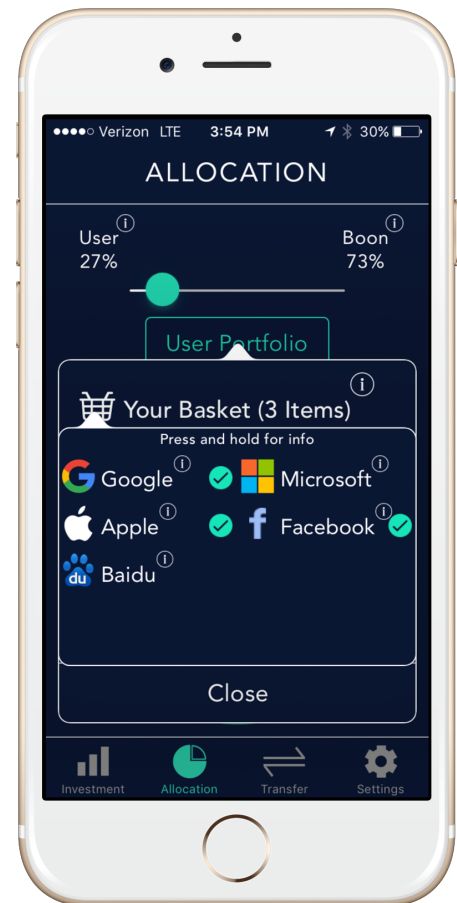 Verizon LTE 3:54 PM 30%
ALLOCATION
User i Boon i
27% 73%
User Portfolio
Your Basket (3 Items) i
Press and hold for info
Google i Microsoft i
Apple i f Facebook i
du Baidu i
Close
Investment Allocation Transfer Settings